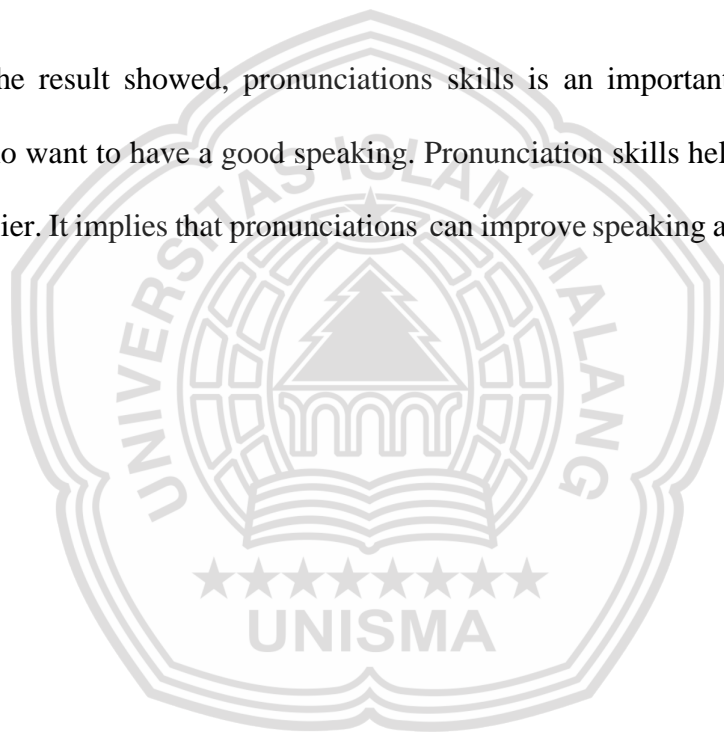 he result showed, pronunciations skills is an important
o want to have a good speaking. Pronunciation skills hel
ier. It implies that pronunciations can improve speaking a
UNIVERSITAS ISLAM MALANG
UNISMA